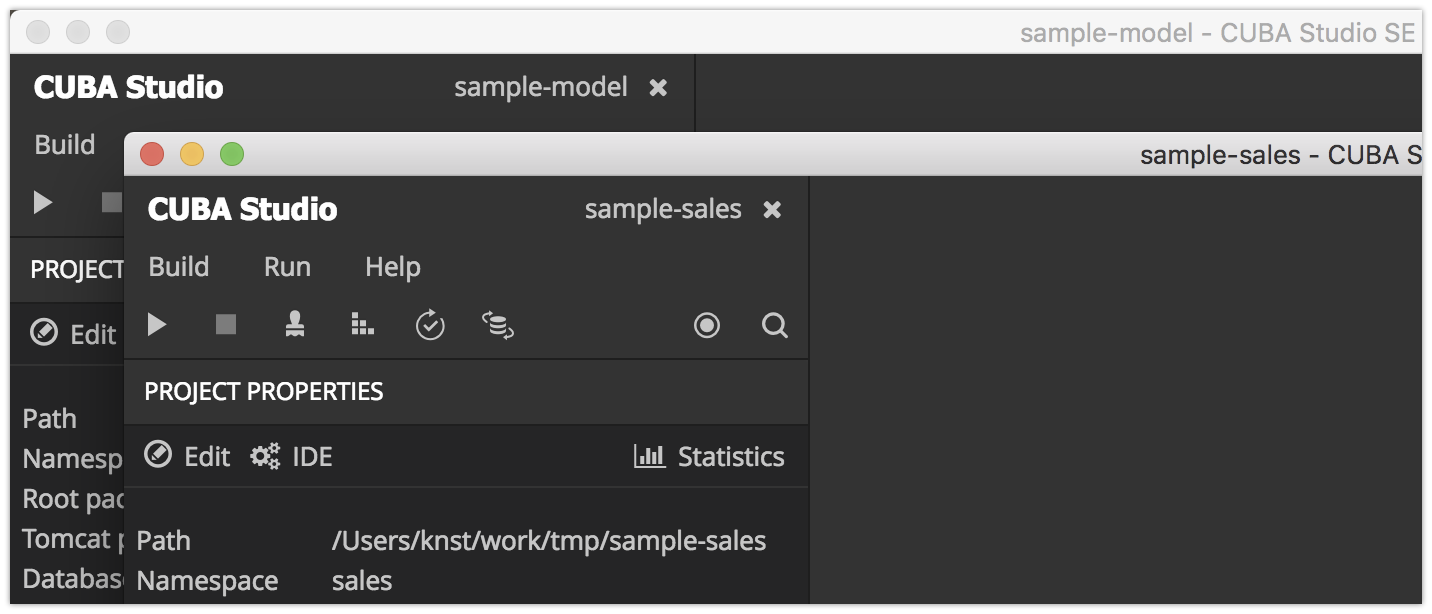 sample-model - CUBA Studio SE
CUBA Studio sample-model
Build
sample-sales - CUBA S
CUBA Studio sample-sales
Build Run Help
PROJECT
PROJECT PROPERTIES
Edit
Edit IDE Statistics
Path
Namesp
Root pac
Tomcat p
Database
Path /Users/knst/work/tmp/sample-sales
Namespace sales